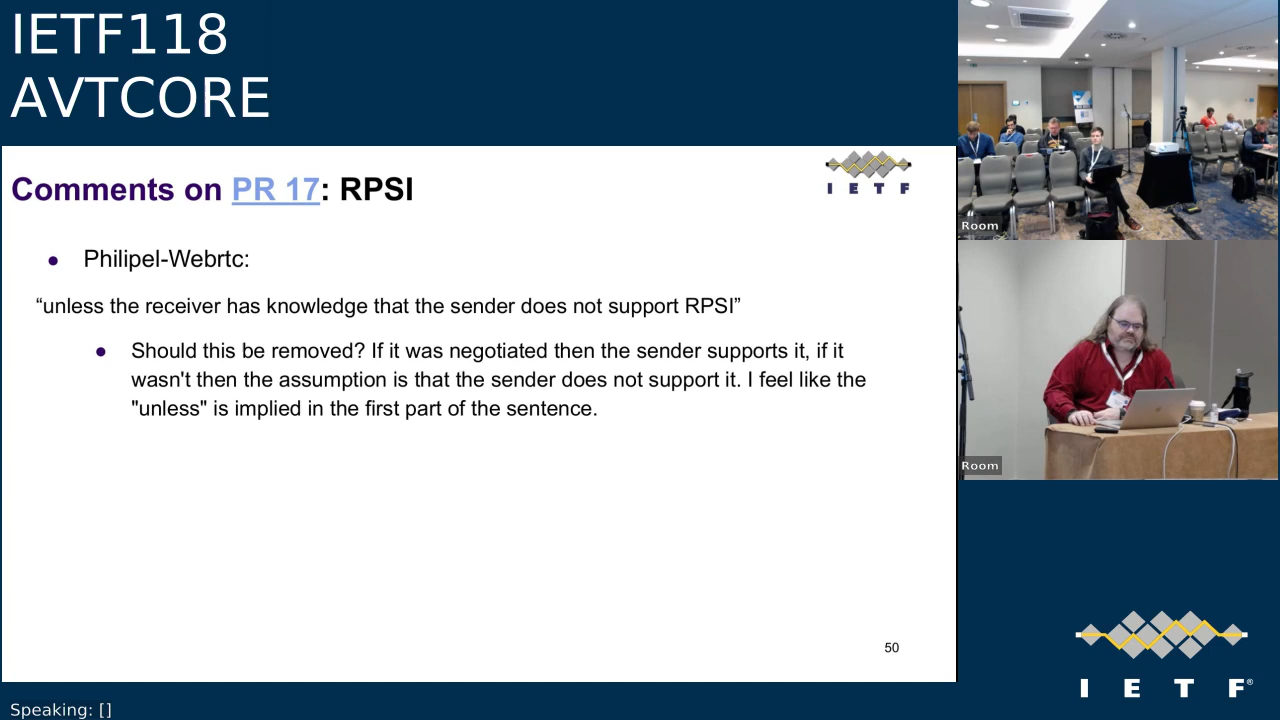 IETF118
AVTCORE
Comments on PR 17: RPSI
I E T F
● Philipel-Webrtc:
“unless the receiver has knowledge that the sender does not support RPSI”
● Should this be removed? If it was negotiated then the sender supports it, if it
wasn't then the assumption is that the sender does not support it. I feel like the
"unless" is implied in the first part of the sentence.
50
Room
Room
I E T F®
Speaking: []